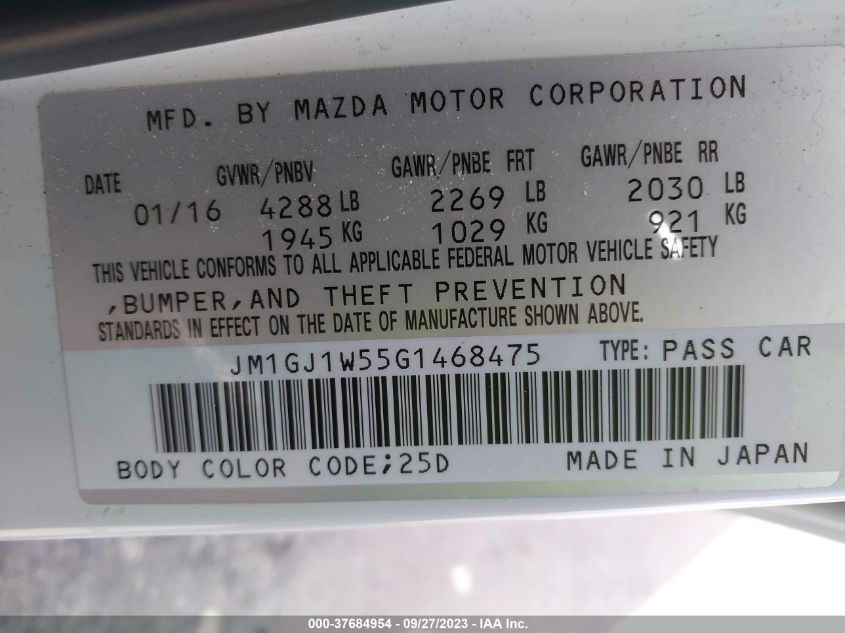 MFD. BY MAZDA MOTOR CORPORATION
DATE GVWR/PNBV GAWR/PNBE FRT GAWR/PNBE RR
01/16 4288 LB 2269 LB 2030 LB
1945 KG 1029 KG 921 KG
THIS VEHICLE CONFORMS TO ALL APPLICABLE FEDERAL MOTOR VEHICLE SAFETY
,BUMPER,AND THEFT PREVENTION
STANDARDS IN EFFECT ON THE DATE OF MANUFACTURE SHOWN ABOVE.
JM1GJ1W55G1468475 TYPE: PASS CAR
BODY COLOR CODE;25D MADE IN JAPAN
000-37684954 - 09/27/2023 - IAA Inc.